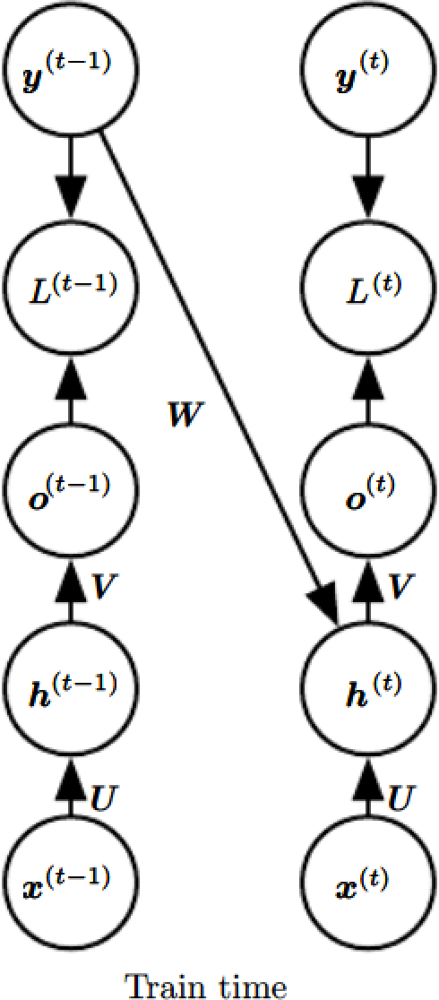 y^(t−1) y^(t)
L^(t−1) L^(t)
W
o^(t−1) o^(t)
V V
h^(t−1) h^(t)
U U
x^(t−1) x^(t)
Train time